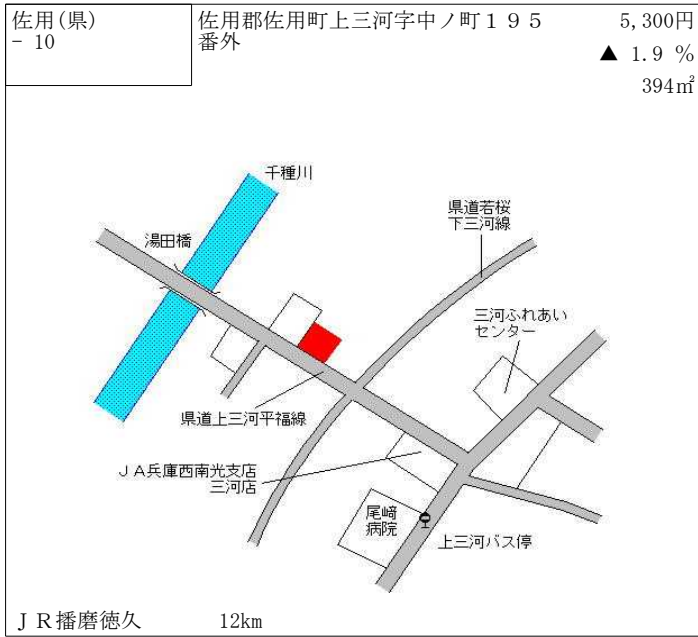 佐用(県)
- 10
佐用郡佐用町上三河字中ノ町１９５
番外
5,300円
▲ 1.9 %
394㎡
千種川
湯田橋
県道若桜
下三河線
三河ふれあい
センター
県道上三河平福線
ＪＡ兵庫西南光支店
三河店
尾﨑
病院
上三河バス停
ＪＲ播磨徳久 12km